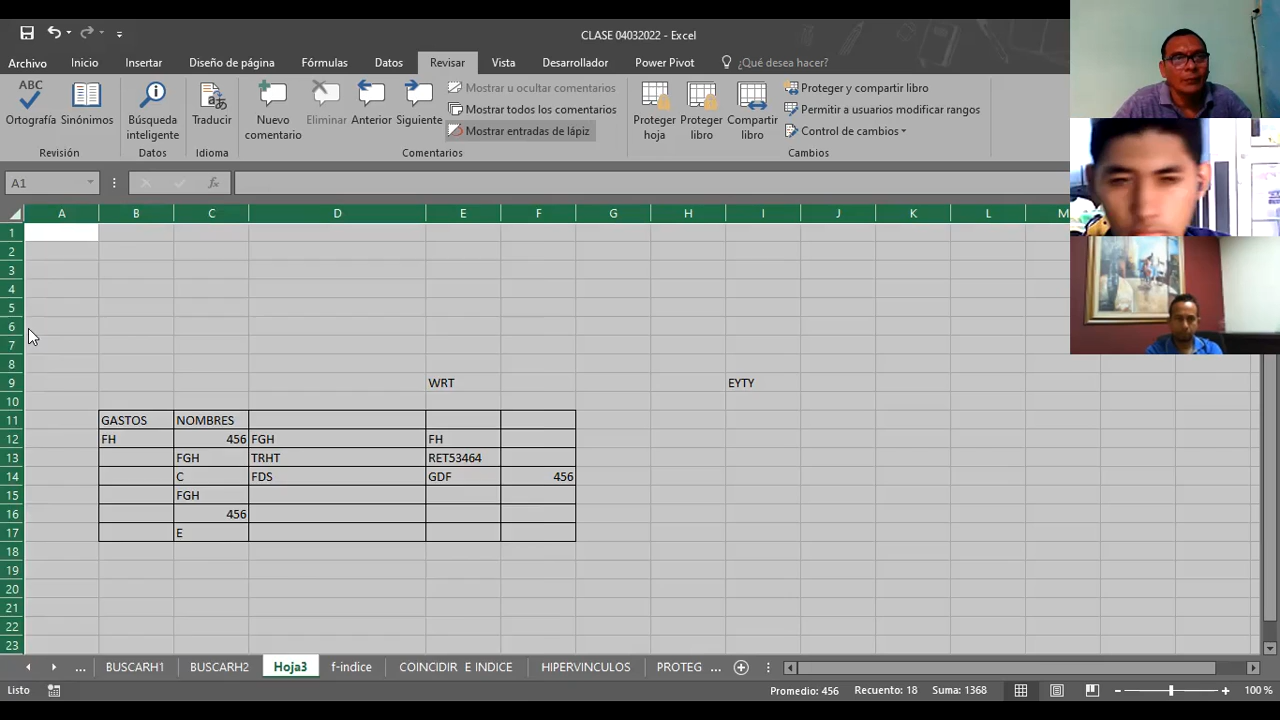 CLASE 04032022 - Excel
Archivo Inicio Insertar Diseño de página Fórmulas Datos Revisar Vista Desarrollador Power Pivot ¿Qué desea hacer?
ABC
Ortografía Sinónimos
Revisión
Búsqueda inteligente
Datos
Traducir
Idioma
Nuevo comentario Eliminar Anterior Siguiente
Mostrar u ocultar comentarios
Mostrar todos los comentarios
Mostrar entradas de lápiz
Comentarios
Proteger hoja Proteger libro Compartir libro
Proteger y compartir libro
Permitir a usuarios modificar rangos
Control de cambios
Cambios
A1 fx
A B C D E F G H I J K L M
1
2
3
4
5
6
7
8
9 WRT EYTY
10
11 GASTOS NOMBRES
12 FH 456 FGH FH
13 FGH TRHT RET53464
14 C FDS GDF 456
15 FGH
16 456
17 E
18
19
20
21
22
23
... BUSCARH1 BUSCARH2 Hoja3 f-indice COINCIDIR E INDICE HIPERVINCULOS PROTEG ...
Listo Promedio: 456 Recuento: 18 Suma: 1368 100 %